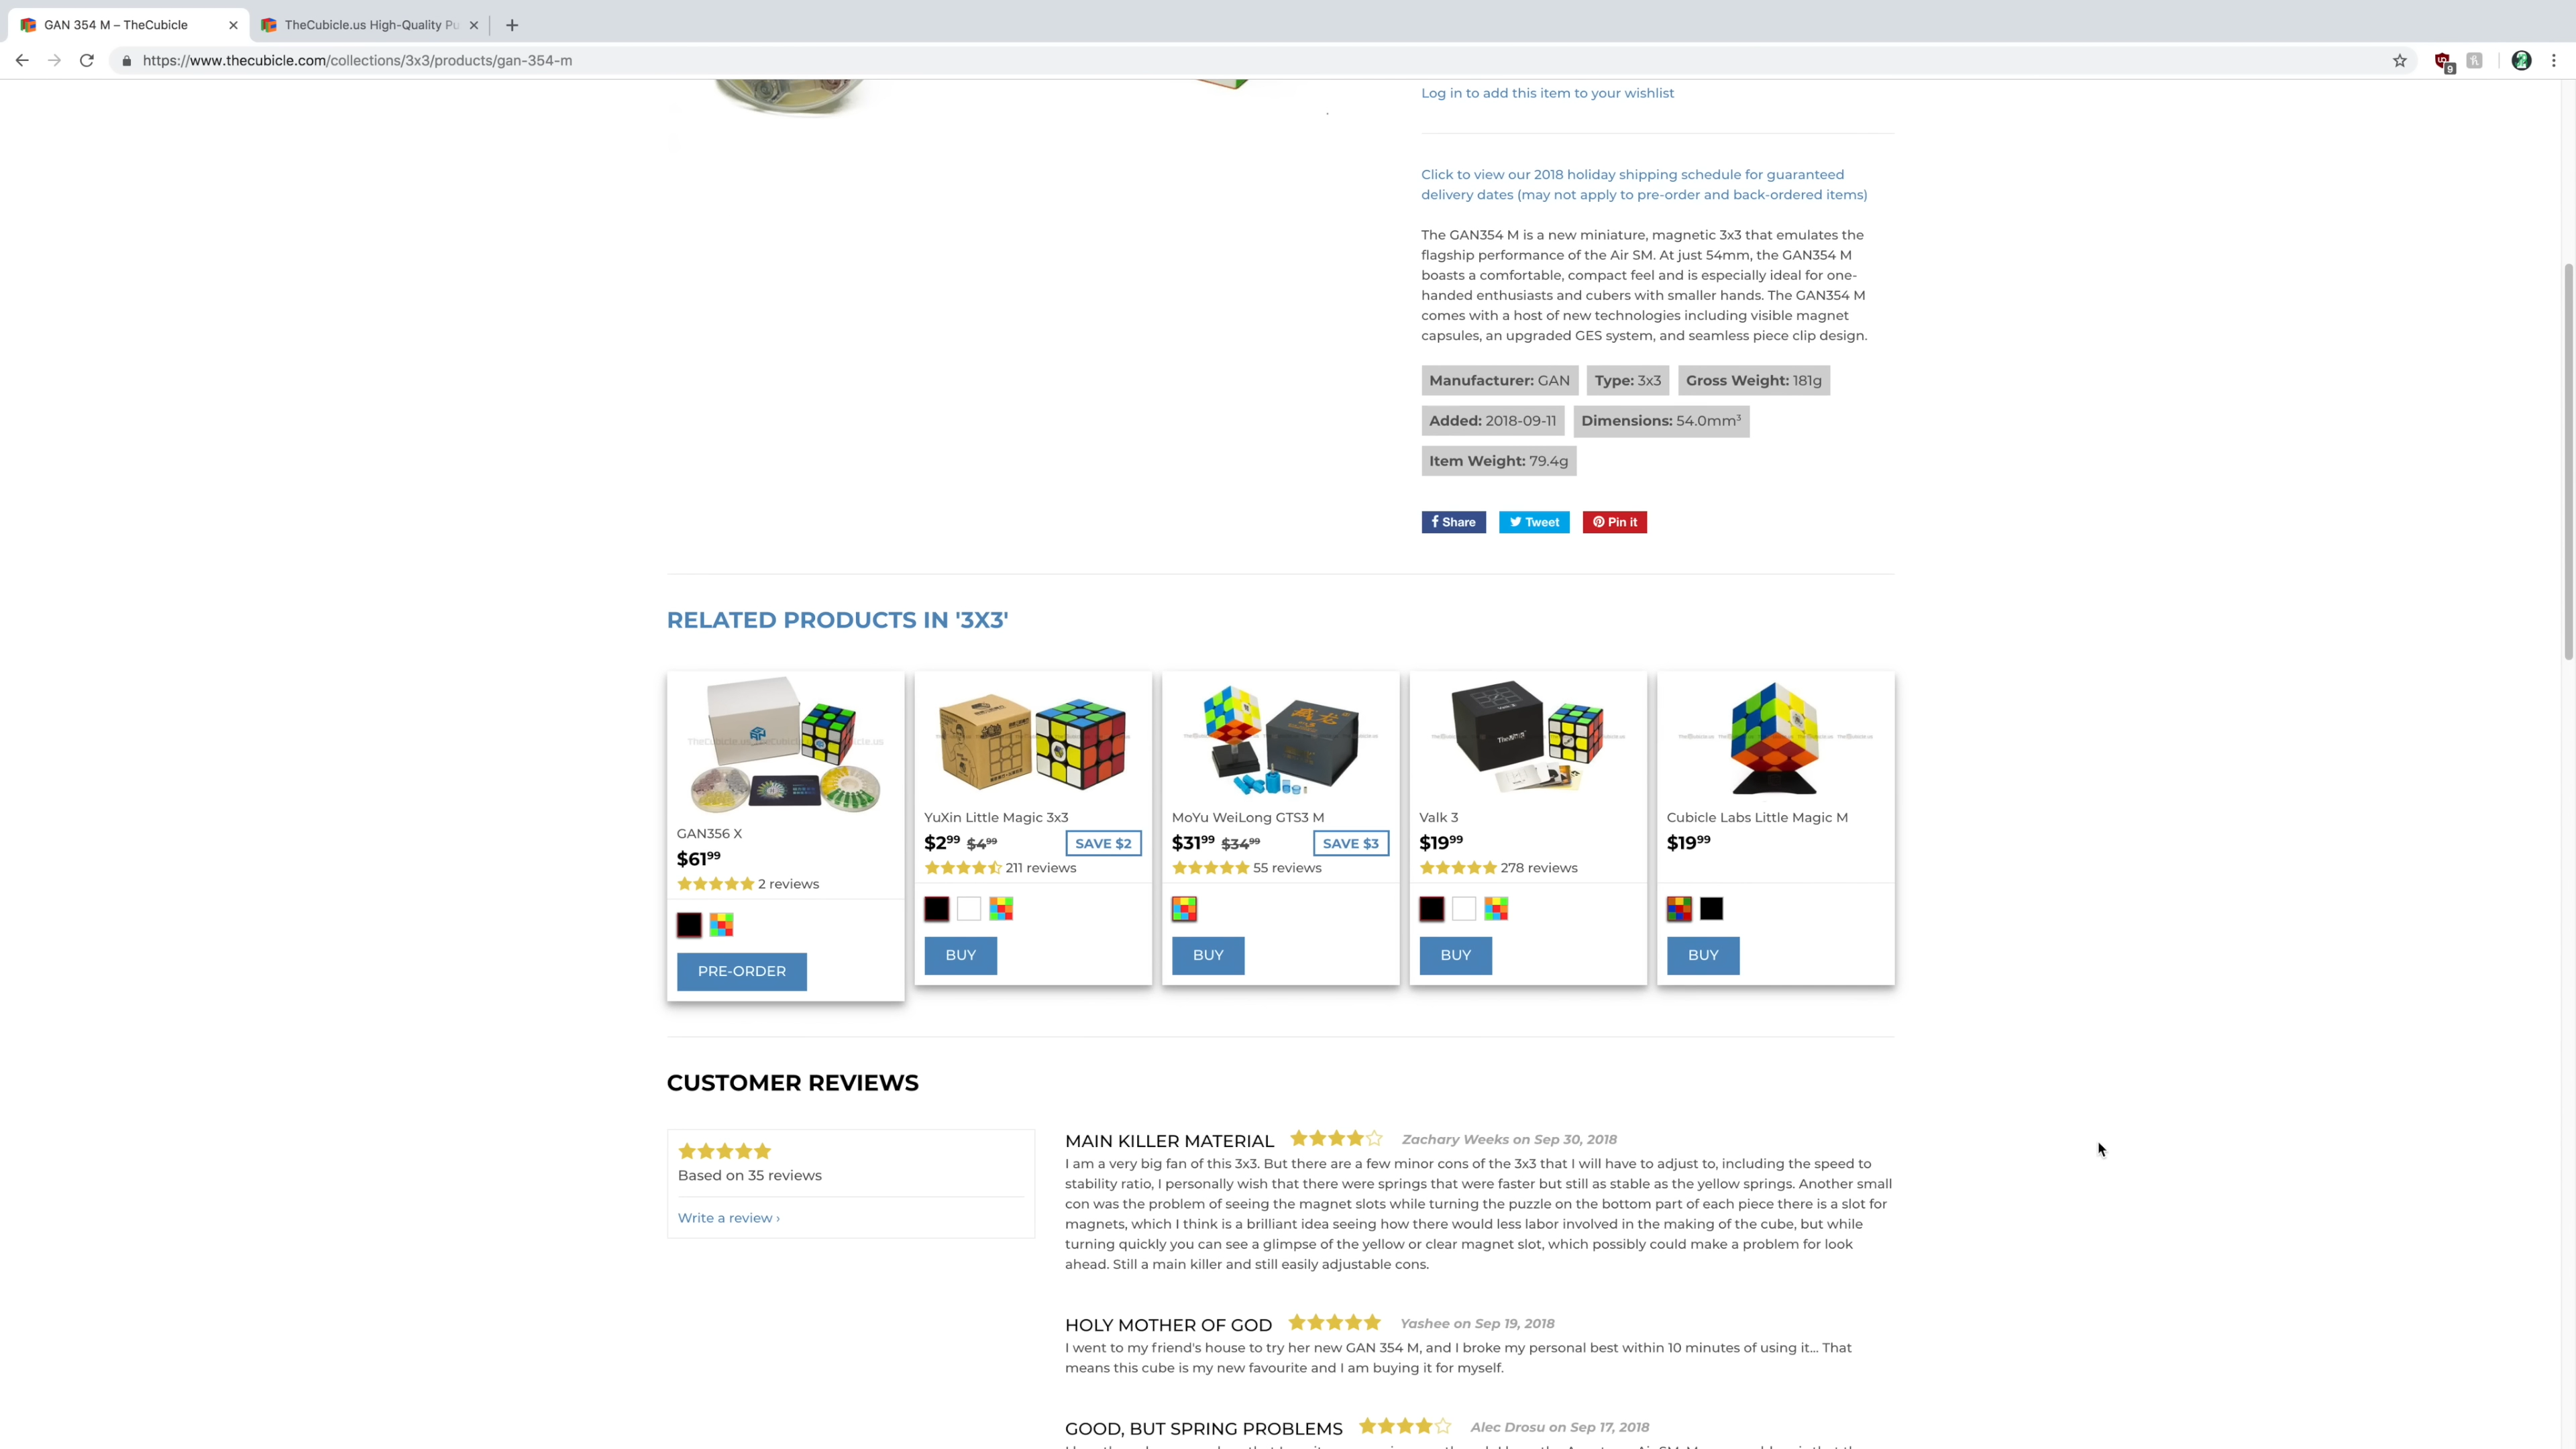 GAN 354 M – TheCubicle
TheCubicle.us High-Quality Pu
https://www.thecubicle.com/collections/3x3/products/gan-354-m
9
Log in to add this item to your wishlist
Click to view our 2018 holiday shipping schedule for guaranteed
delivery dates (may not apply to pre-order and back-ordered items)
The GAN354 M is a new miniature, magnetic 3x3 that emulates the
flagship performance of the Air SM. At just 54mm, the GAN354 M
boasts a comfortable, compact feel and is especially ideal for one-
handed enthusiasts and cubers with smaller hands. The GAN354 M
comes with a host of new technologies including visible magnet
capsules, an upgraded GES system, and seamless piece clip design.
Manufacturer: GAN Type: 3x3 Gross Weight: 181g
Added: 2018-09-11 Dimensions: 54.0mm³
Item Weight: 79.4g
Share Tweet Pin it
RELATED PRODUCTS IN '3X3'
GAN356 X
$61⁹⁹
2 reviews
PRE-ORDER
YuXin Little Magic 3x3
$2⁹⁹ $4⁹⁹ SAVE $2
211 reviews
BUY
MoYu WeiLong GTS3 M
$31⁹⁹ $34⁹⁹ SAVE $3
55 reviews
BUY
Valk 3
$19⁹⁹
278 reviews
BUY
Cubicle Labs Little Magic M
$19⁹⁹
BUY
CUSTOMER REVIEWS
Based on 35 reviews
Write a review ›
MAIN KILLER MATERIAL Zachary Weeks on Sep 30, 2018
I am a very big fan of this 3x3. But there are a few minor cons of the 3x3 that I will have to adjust to, including the speed to
stability ratio, I personally wish that there were springs that were faster but still as stable as the yellow springs. Another small
con was the problem of seeing the magnet slots while turning the puzzle on the bottom part of each piece there is a slot for
magnets, which I think is a brilliant idea seeing how there would less labor involved in the making of the cube, but while
turning quickly you can see a glimpse of the yellow or clear magnet slot, which possibly could make a problem for look
ahead. Still a main killer and still easily adjustable cons.
HOLY MOTHER OF GOD Yashee on Sep 19, 2018
I went to my friend's house to try her new GAN 354 M, and I broke my personal best within 10 minutes of using it... That
means this cube is my new favourite and I am buying it for myself.
GOOD, BUT SPRING PROBLEMS Alec Drosu on Sep 17, 2018